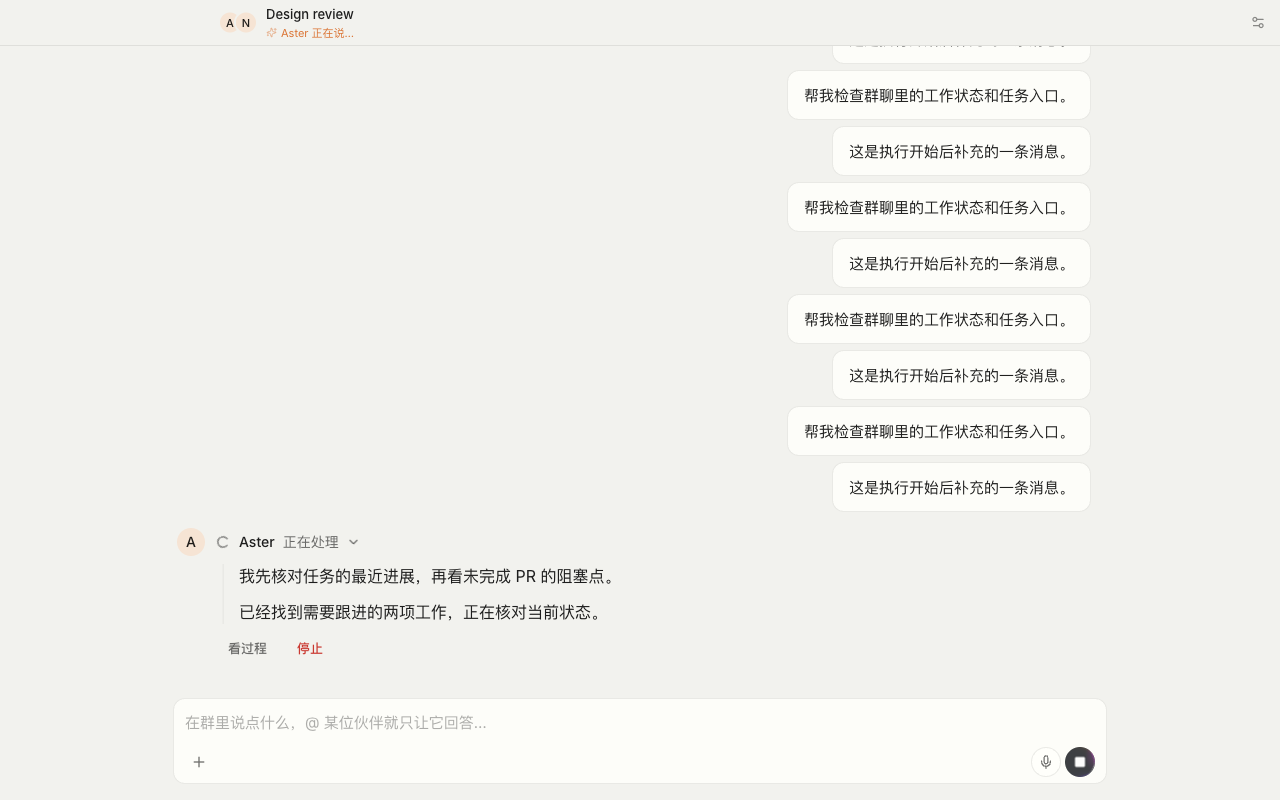 A N Design review
Aster 正在说...
帮我检查群聊里的工作状态和任务入口。
这是执行开始后补充的一条消息。
帮我检查群聊里的工作状态和任务入口。
这是执行开始后补充的一条消息。
帮我检查群聊里的工作状态和任务入口。
这是执行开始后补充的一条消息。
帮我检查群聊里的工作状态和任务入口。
这是执行开始后补充的一条消息。
A Aster 正在处理
我先核对任务的最近进展，再看未完成 PR 的阻塞点。
已经找到需要跟进的两项工作，正在核对当前状态。
看过程 停止
在群里说点什么，@ 某位伙伴就只让它回答...